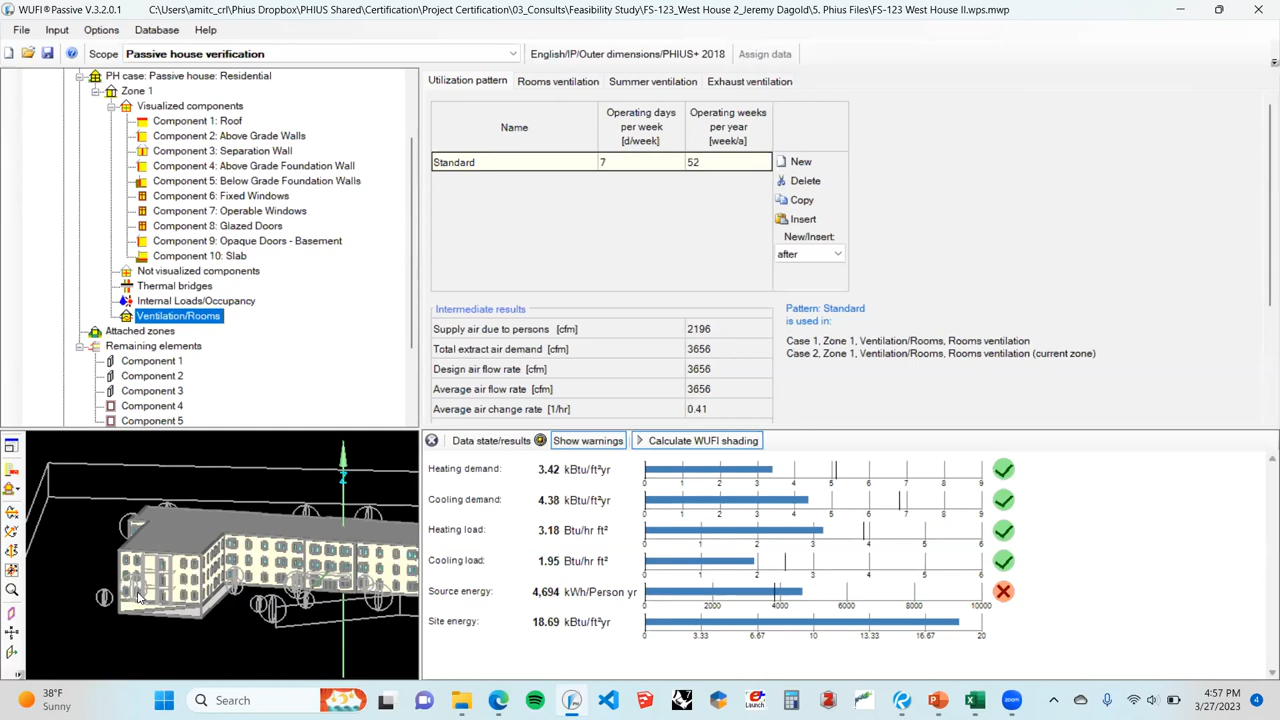 WUFI®Passive V.3.2.0.1 C:\Users\amitc_crl\Phius Dropbox\PHIUS Shared\Certification\Project Certification\03_Consults\Feasibility Study\FS-123_West House 2_Jeremy Dagold\5. Phius Files\FS-123 West House II.wps.mwp
File Input Options Database Help
Scope Passive house verification English/IP/Outer dimensions/PHIUS+ 2018 Assign data
PH case: Passive house: Residential
Zone 1
Visualized components
Component 1: Roof
Component 2: Above Grade Walls
Component 3: Separation Wall
Component 4: Above Grade Foundation Wall
Component 5: Below Grade Foundation Walls
Component 6: Fixed Windows
Component 7: Operable Windows
Component 8: Glazed Doors
Component 9: Opaque Doors - Basement
Component 10: Slab
Not visualized components
Thermal bridges
Internal Loads/Occupancy
Ventilation/Rooms
Attached zones
Remaining elements
Component 1
Component 2
Component 3
Component 4
Component 5
Utilization pattern Rooms ventilation Summer ventilation Exhaust ventilation
Name
Operating days per week [d/week]
Operating weeks per year [week/a]
Standard 7 52
New
Delete
Copy
Insert
New/Insert:
after
Intermediate results
Supply air due to persons [cfm] 2196
Total extract air demand [cfm] 3656
Design air flow rate [cfm] 3656
Average air flow rate [cfm] 3656
Average air change rate [1/hr] 0.41
Pattern: Standard
is used in:
Case 1, Zone 1, Ventilation/Rooms, Rooms ventilation
Case 2, Zone 1, Ventilation/Rooms, Rooms ventilation (current zone)
Z
Data state/results Show warnings Calculate WUFI shading
Heating demand: 3.42 kBtu/ft²yr
0 1 2 3 4 5 6 7 8 9
Cooling demand: 4.38 kBtu/ft²yr
0 1 2 3 4 5 6 7 8 9
Heating load: 3.18 Btu/hr ft²
0 1 2 3 4 5 6
Cooling load: 1.95 Btu/hr ft²
0 1 2 3 4 5 6
Source energy: 4,694 kWh/Person yr
0 2000 4000 6000 8000 10000
Site energy: 18.69 kBtu/ft²yr
0 3.33 6.67 10 13.33 16.67 20
38°F
Sunny
Search
Launch
zoom
4:57 PM
3/27/2023
4